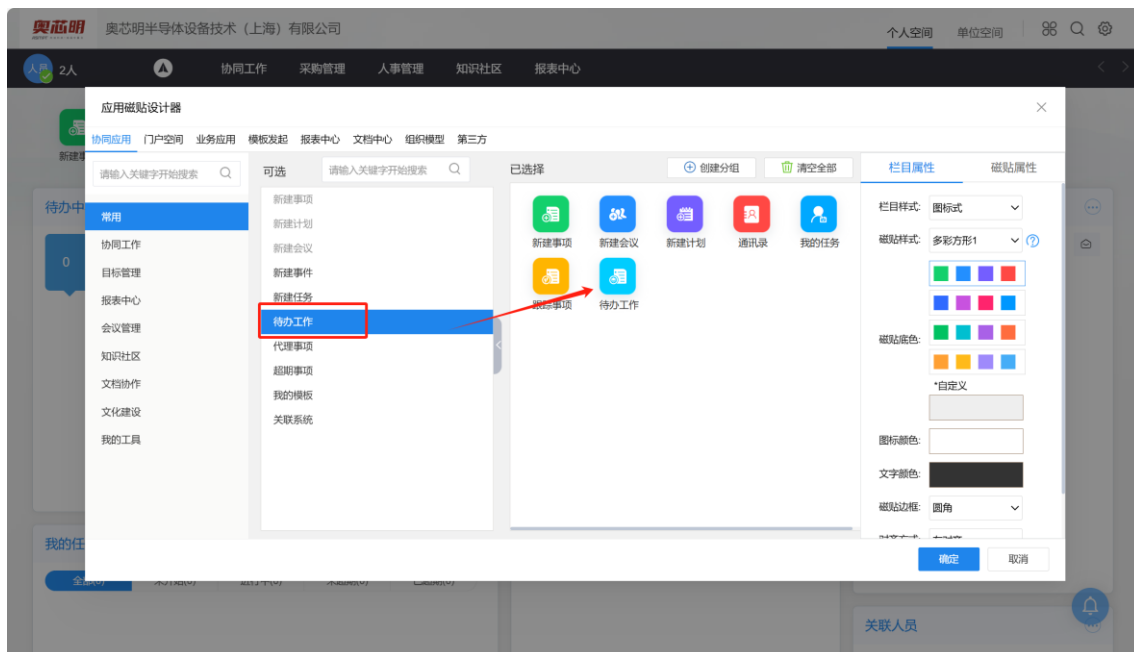 奥芯明 奥芯明半导体设备技术（上海）有限公司 个人空间 单位空间
人员 2人 协同工作 采购管理 人事管理 知识社区 报表中心
应用磁贴设计器
协同应用 门户空间 业务应用 模板发起 报表中心 文档中心 组织模型 第三方
新建事
请输入关键字开始搜索 可选 请输入关键字开始搜索 已选择 创建分组 清空全部 栏目属性 磁贴属性
待办中
0
常用
协同工作
目标管理
报表中心
会议管理
知识社区
文档协作
文化建设
我的工具
新建事项
新建计划
新建会议
新建事件
新建任务
待办工作
代理事项
超期事项
我的模板
关联系统
新建事项 新建会议 新建计划 通讯录 我的任务
跟踪事项 待办工作
栏目样式: 图标式
磁贴样式: 多彩方形1
磁贴底色:
*自定义
图标颜色:
文字颜色:
磁贴边框: 圆角
确定 取消
我的任
关联人员